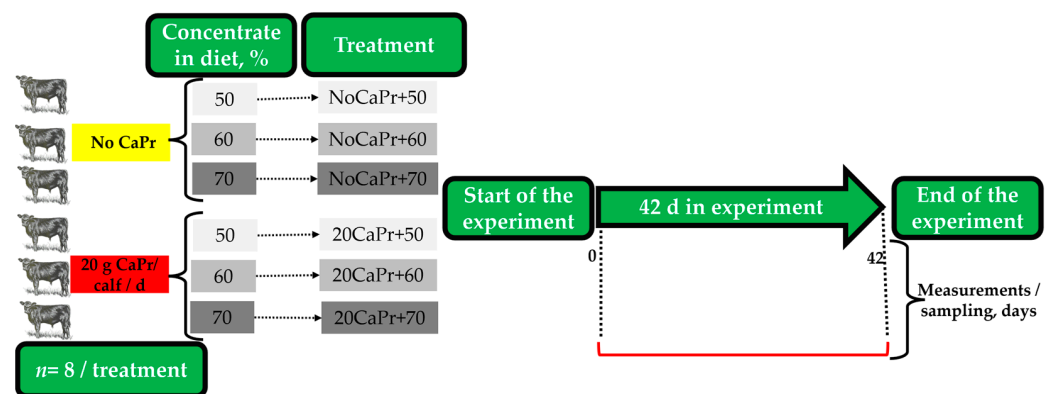 Concentrate
in diet, %
Treatment
No CaPr
50
NoCaPr+50
60
NoCaPr+60
70
NoCaPr+70
20 g CaPr/
calf / d
50
20CaPr+50
60
20CaPr+60
70
20CaPr+70
n= 8 / treatment
Start of the
experiment
42 d in experiment
End of the
experiment
0
42
Measurements /
sampling, days